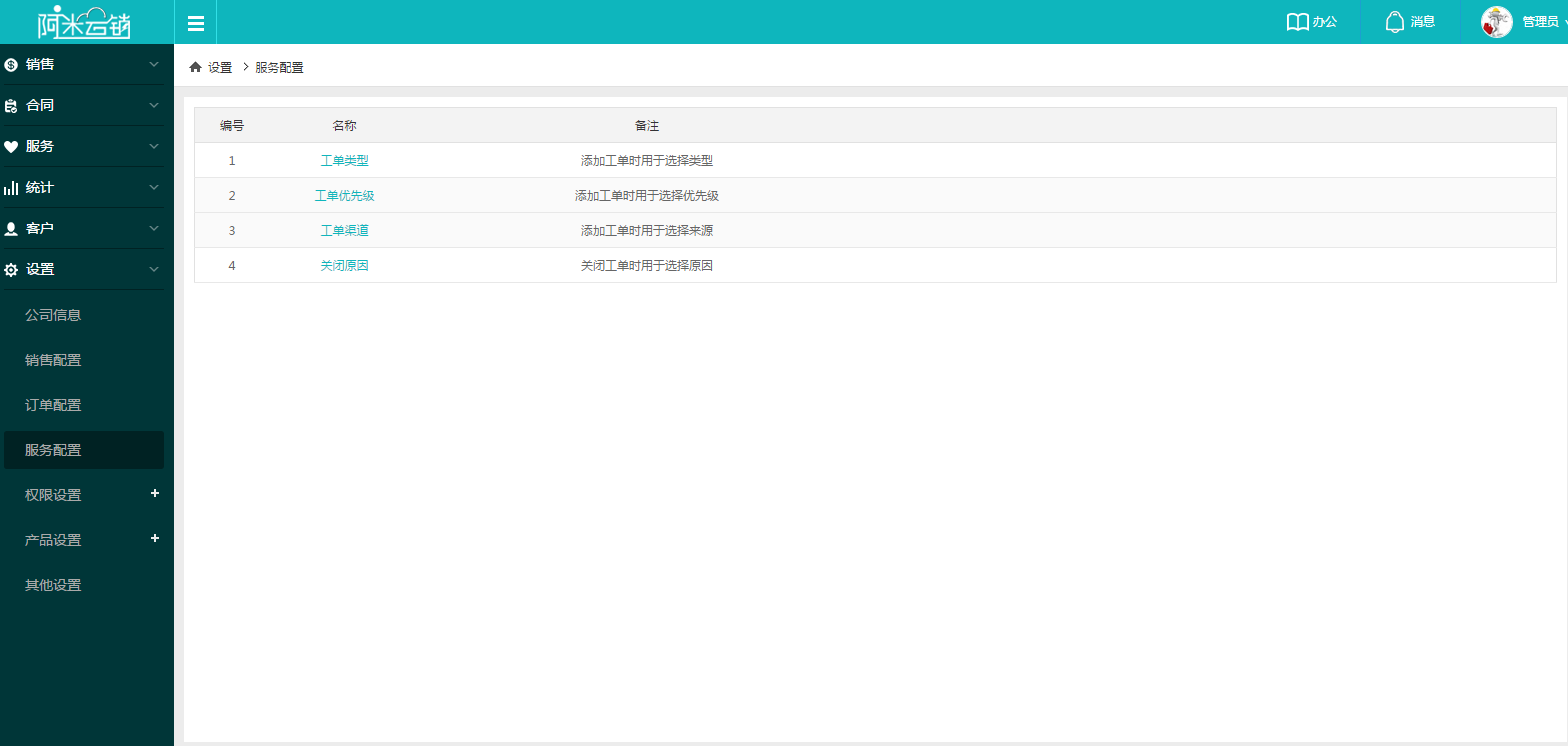 阿米云销
办公
消息
管理员
销售
合同
服务
统计
客户
设置
公司信息
销售配置
订单配置
服务配置
权限设置
产品设置
其他设置
设置 > 服务配置
编号 名称 备注
1 工单类型 添加工单时用于选择类型
2 工单优先级 添加工单时用于选择优先级
3 工单渠道 添加工单时用于选择来源
4 关闭原因 关闭工单时用于选择原因